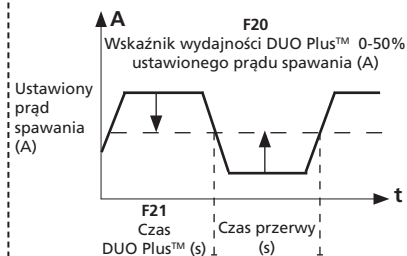 A
F20
Wskaźnik wydajności DUO Plus™ 0-50%
ustawionego prądu spawania (A)
Ustawiony
prąd
spawania
(A)
t
F21
Czas
DUO Plus™ (s)
Czas przerwy
(s)